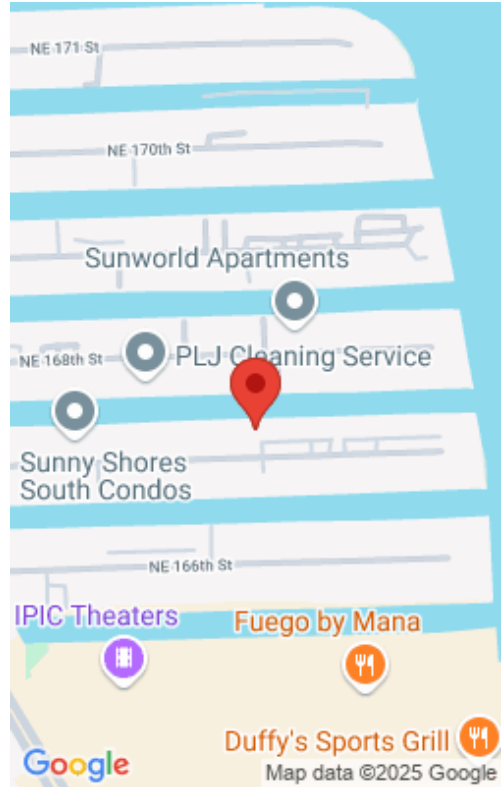 NE 171 St
NE 170th St
Sunworld Apartments
NE 168th St
PLJ Cleaning Service
Sunny Shores
South Condos
NE 166th St
IPIC Theaters
Fuego by Mana
Duffy's Sports Grill
Google
Map data ©2025 Google